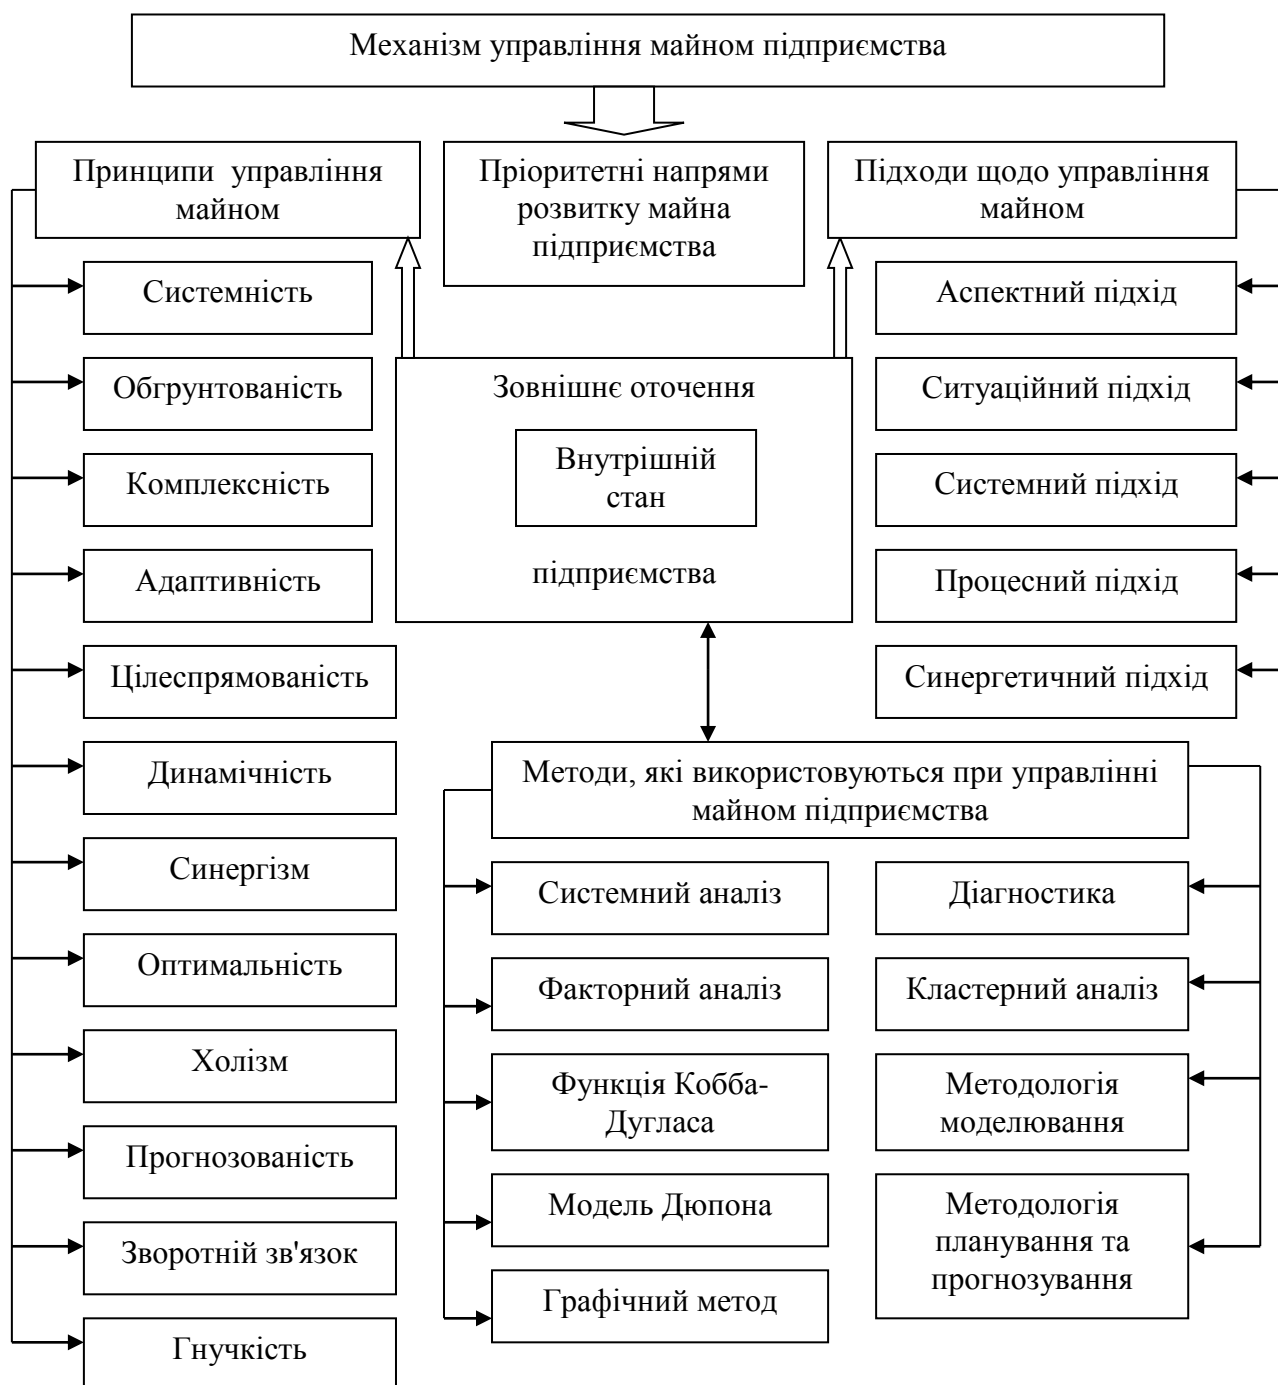 Механізм управління майном підприємства
Принципи управління
майном
Пріоритетні напрями
розвитку майна
підприємства
Підходи щодо управління
майном
Системність
Обгрунтованість
Комплексність
Адаптивність
Цілеспрямованість
Динамічність
Синергізм
Оптимальність
Холізм
Прогнозованість
Зворотній зв'язок
Гнучкість
Зовнішнє оточення
Внутрішній
стан
підприємства
Аспектний підхід
Ситуаційний підхід
Системний підхід
Процесний підхід
Синергетичний підхід
Методи, які використовуються при управлінні
майном підприємства
Системний аналіз
Факторний аналіз
Функція Кобба-
Дугласа
Модель Дюпона
Графічний метод
Діагностика
Кластерний аналіз
Методологія
моделювання
Методологія
планування та
прогнозування